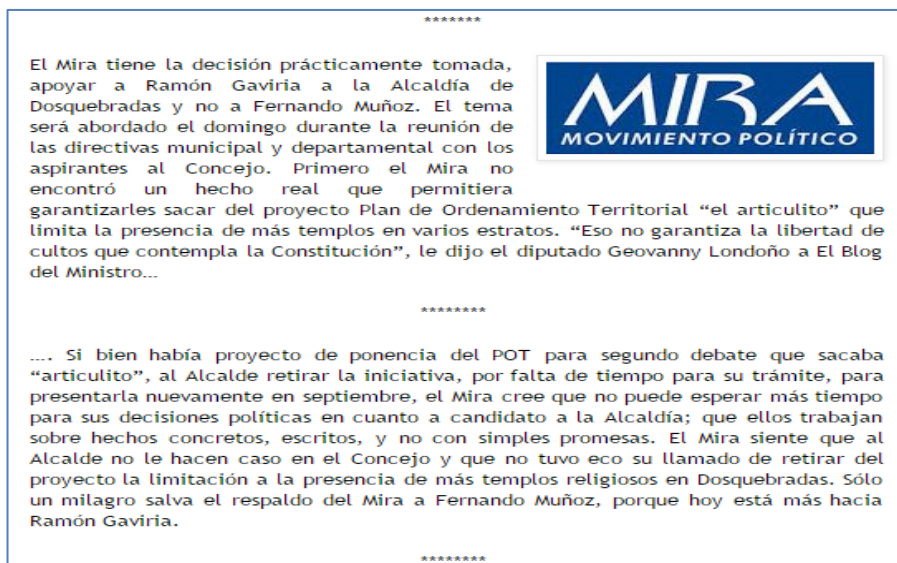 *******
El Mira tiene la decisión prácticamente tomada,
apoyar a Ramón Gaviria a la Alcaldía de
Dosquebradas y no a Fernando Muñoz. El tema
será abordado el domingo durante la reunión de
las directivas municipal y departamental con los
aspirantes al Concejo. Primero el Mira no
encontró un hecho real que permitiera
MIRA
MOVIMIENTO POLÍTICO
garantizarles sacar del proyecto Plan de Ordenamiento Territorial “el articulito” que
limita la presencia de más templos en varios estratos. “Eso no garantiza la libertad de
cultos que contempla la Constitución”, le dijo el diputado Geovanny Londoño a El Blog
del Ministro…
********
…. Si bien había proyecto de ponencia del POT para segundo debate que sacaba
“articulito”, al Alcalde retirar la iniciativa, por falta de tiempo para su trámite, para
presentarla nuevamente en septiembre, el Mira cree que no puede esperar más tiempo
para sus decisiones políticas en cuanto a candidato a la Alcaldía; que ellos trabajan
sobre hechos concretos, escritos, y no con simples promesas. El Mira siente que al
Alcalde no le hacen caso en el Concejo y que no tuvo eco su llamado de retirar del
proyecto la limitación a la presencia de más templos religiosos en Dosquebradas. Sólo
un milagro salva el respaldo del Mira a Fernando Muñoz, porque hoy está más hacia
Ramón Gaviria.
********